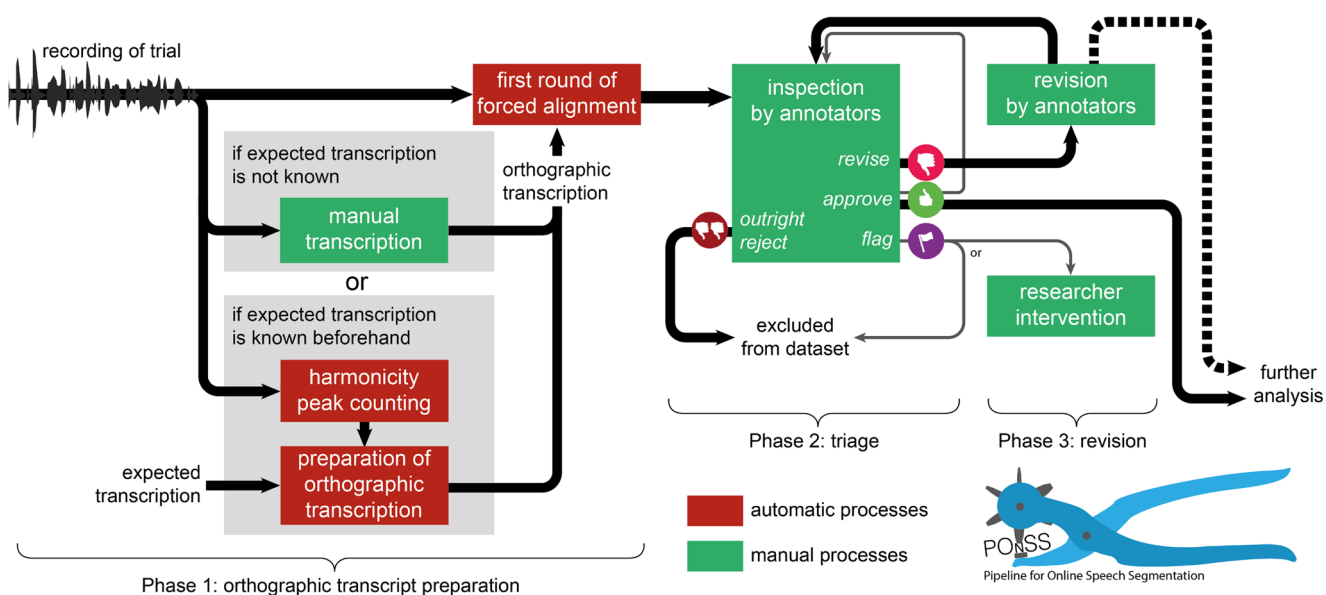 recording of trial
first round of
forced alignment
if expected transcription
is not known
manual
transcription
orthographic
transcription
or
if expected transcription
is known beforehand
harmonicity
peak counting
expected
transcription
preparation of
orthographic
transcription
Phase 1: orthographic transcript preparation
inspection
by annotators
revise
approve
outright
reject
flag
or
excluded
from dataset
Phase 2: triage
revision
by annotators
researcher
intervention
Phase 3: revision
further
analysis
automatic processes
manual processes
PONSS
Pipeline for Online Speech Segmentation